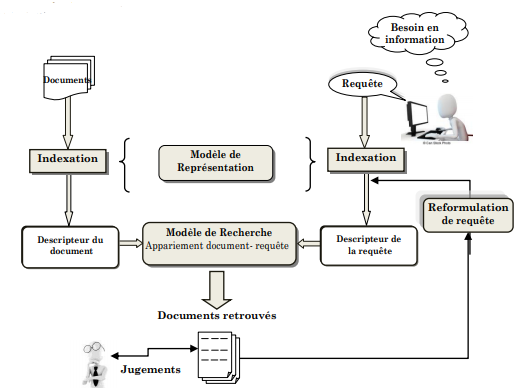 Besoin en
information
Documents
Requête
Indexation
Modèle de
Représentation
Indexation
Reformulation
de requête
Descripteur du
document
Modèle de Recherche
Appariement document- requête
Descripteur de
la requête
Documents retrouvés
Jugements